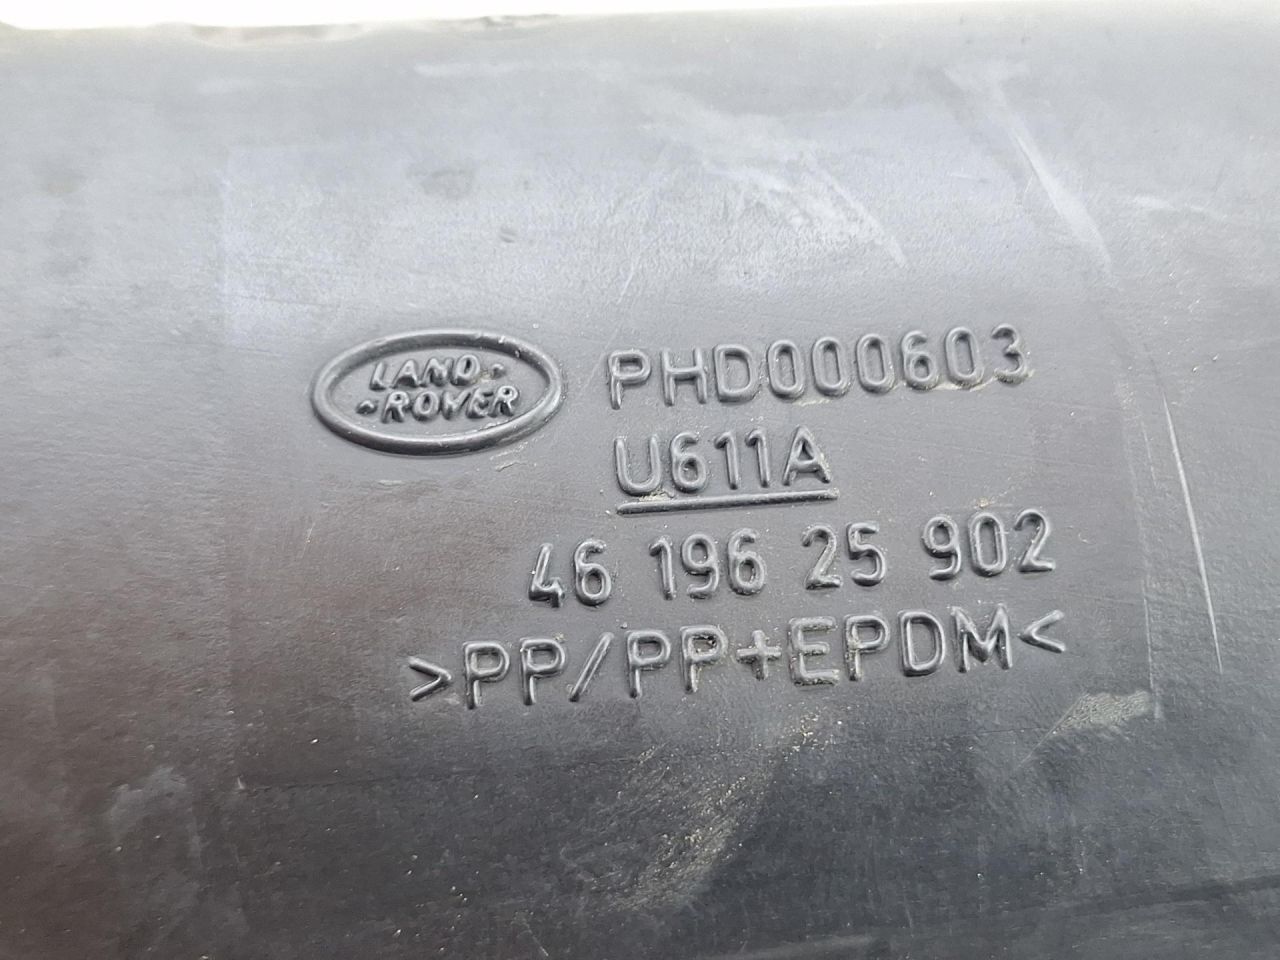 LAND-
-ROVER
PHD000603
U611A
46 196 25 902
>PP/PP+EPDM<